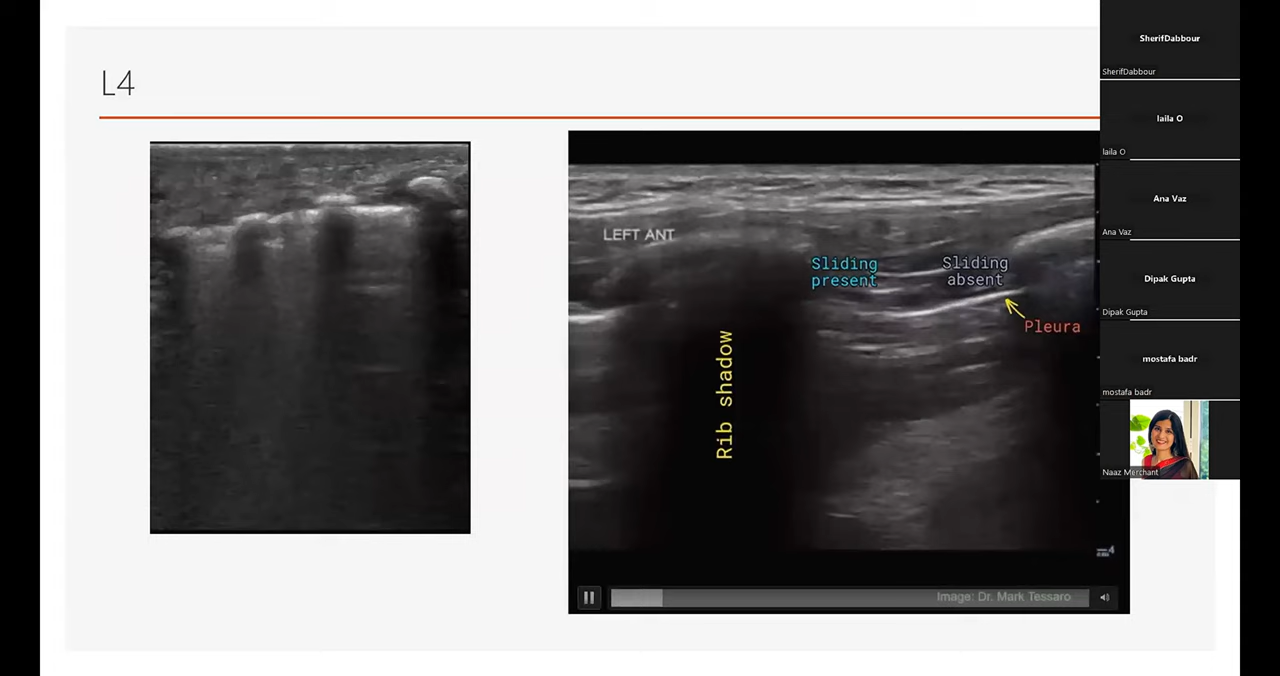 L4
LEFT ANT
Sliding
present
Sliding
absent
Pleura
Rib shadow
4
Image: Dr. Mark Tessaro
SherifDabbour
SherifDabbour
laila O
laila O
Ana Vaz
Ana Vaz
Dipak Gupta
Dipak Gupta
mostafa badr
mostafa badr
Naaz Merchant